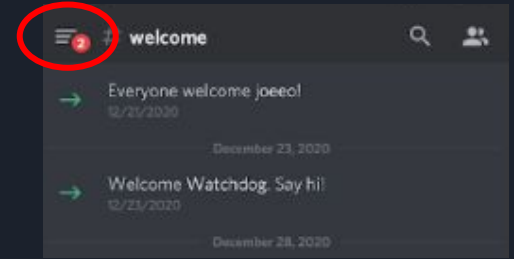 2 # welcome
Everyone welcome joeeo!
12/21/2020
December 23, 2020
Welcome Watchdog. Say hi!
12/23/2020
December 28, 2020